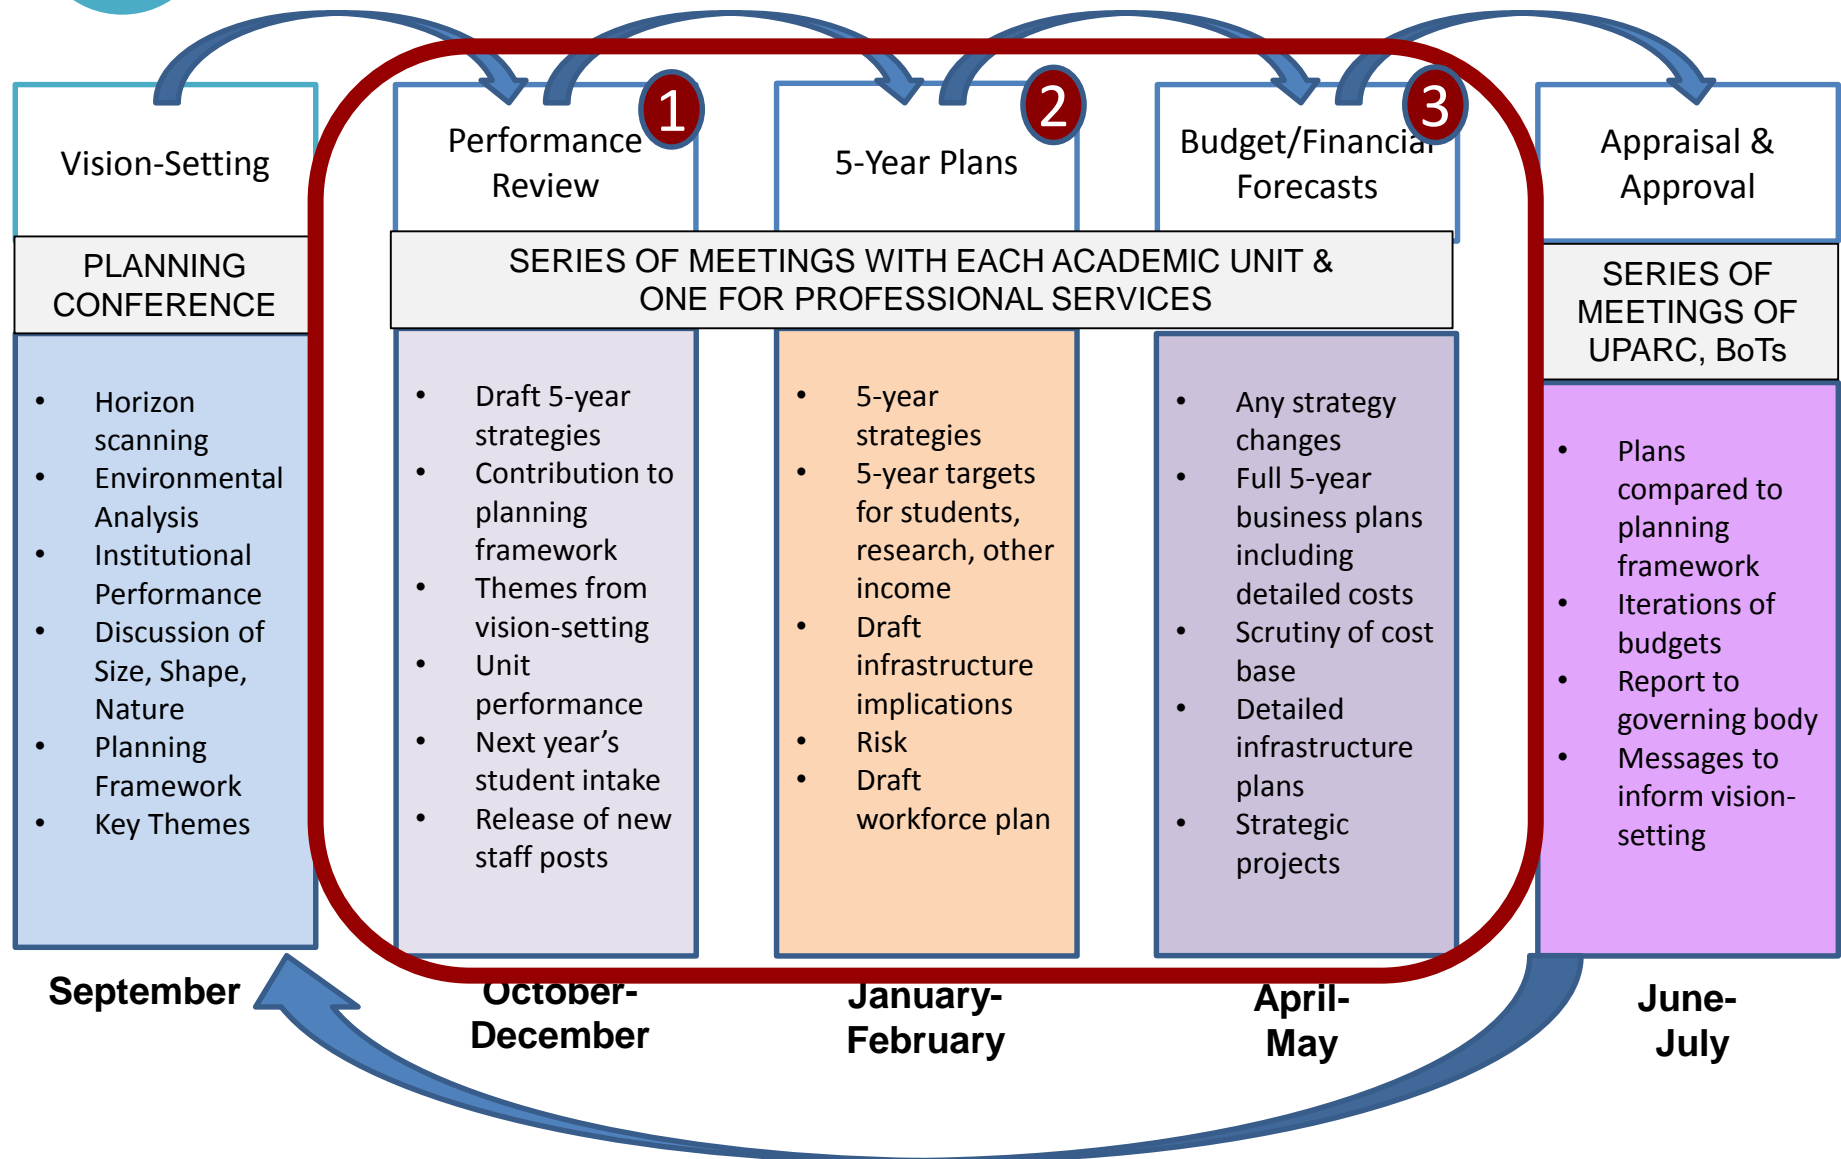 Vision-Setting
PLANNING
CONFERENCE
• Horizon
scanning
• Environmental
Analysis
• Institutional
Performance
• Discussion of
Size, Shape,
Nature
• Planning
Framework
• Key Themes
September
1
Performance
Review
2
5-Year Plans
3
Budget/Financial
Forecasts
SERIES OF MEETINGS WITH EACH ACADEMIC UNIT &
ONE FOR PROFESSIONAL SERVICES
• Draft 5-year
strategies
• Contribution to
planning
framework
• Themes from
vision-setting
• Unit
performance
• Next year’s
student intake
• Release of new
staff posts
October-
December
• 5-year
strategies
• 5-year targets
for students,
research, other
income
• Draft
infrastructure
implications
• Risk
• Draft
workforce plan
January-
February
• Any strategy
changes
• Full 5-year
business plans
including
detailed costs
• Scrutiny of cost
base
• Detailed
infrastructure
plans
• Strategic
projects
April-
May
Appraisal &
Approval
SERIES OF
MEETINGS OF
UPARC, BoTs
• Plans
compared to
planning
framework
• Iterations of
budgets
• Report to
governing body
• Messages to
inform vision-
setting
June-
July